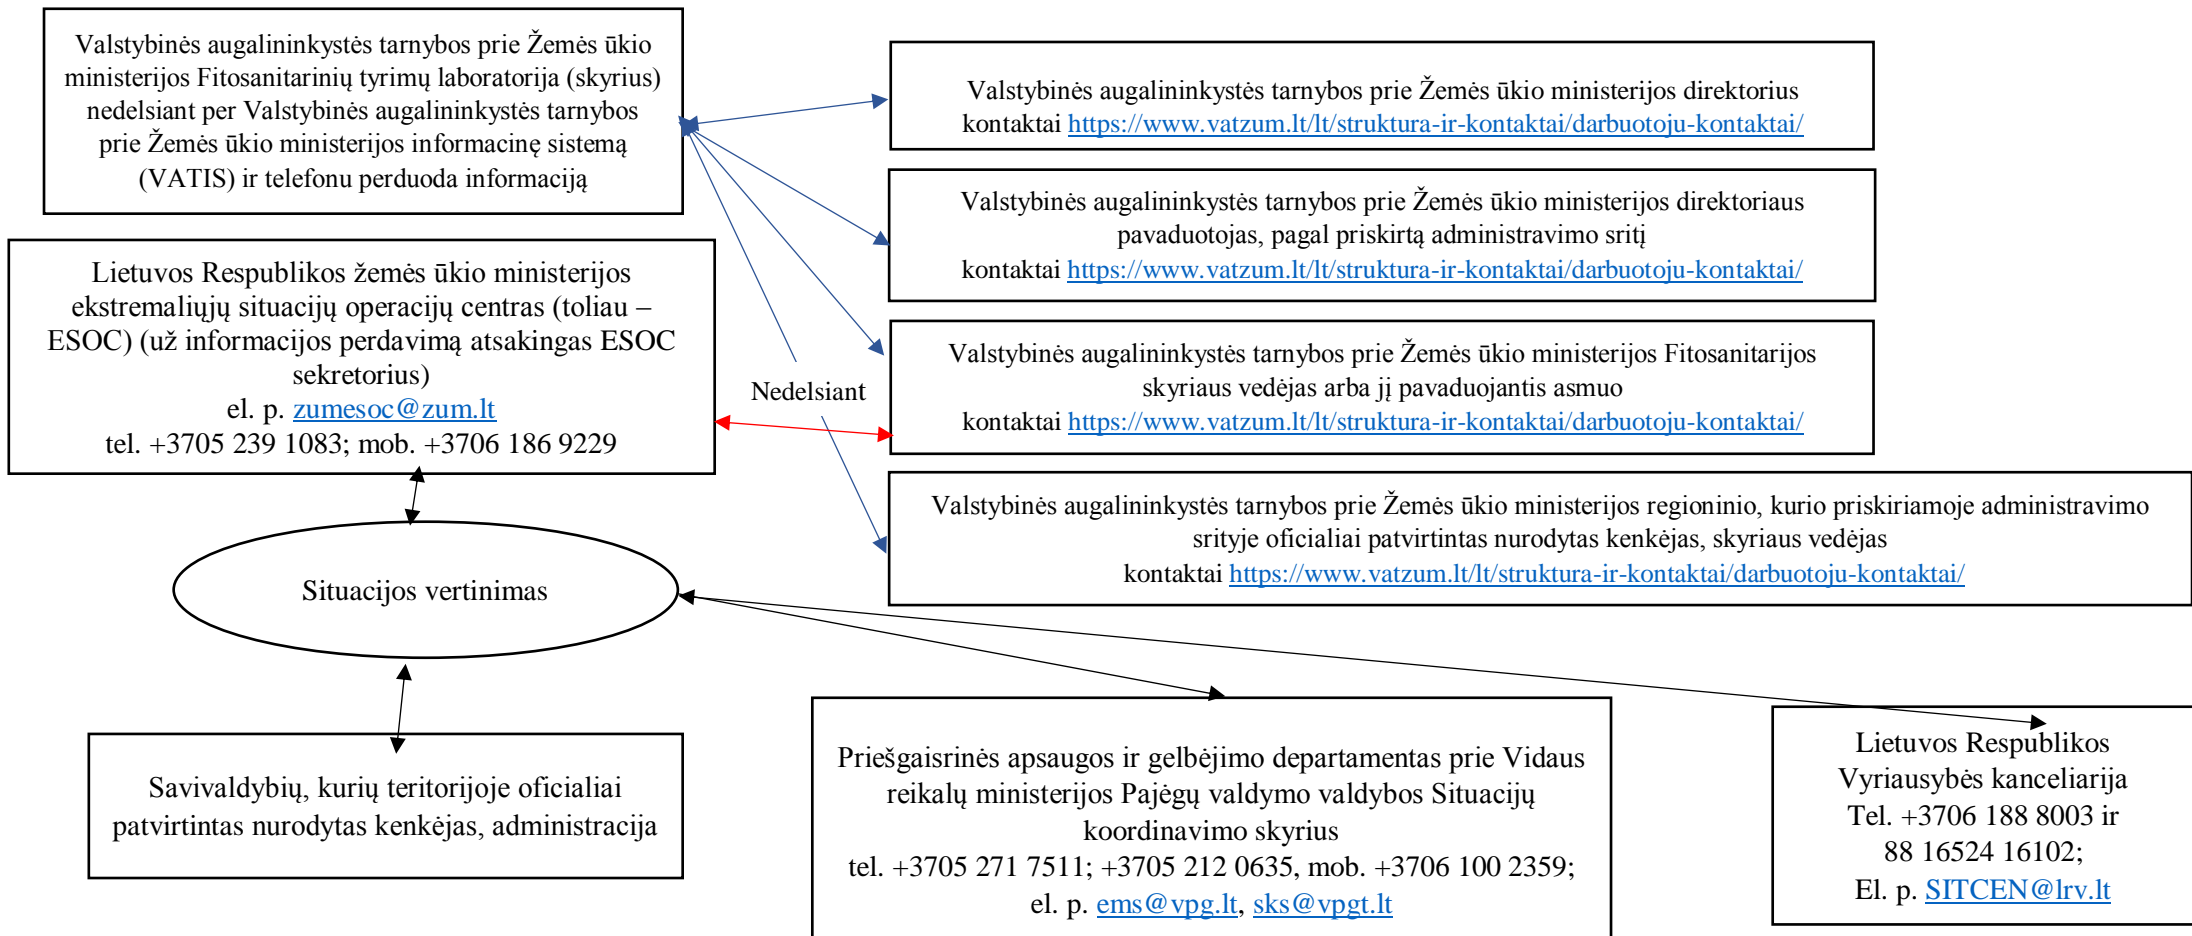 Valstybinės augalininkystės tarnybos prie Žemės ūkio
ministerijos Fitosanitarinių tyrimų laboratorija (skyrius)
nedelsiant per Valstybinės augalininkystės tarnybos
prie Žemės ūkio ministerijos informacinę sistemą
(VATIS) ir telefonu perduoda informaciją
Valstybinės augalininkystės tarnybos prie Žemės ūkio ministerijos direktorius
kontaktai https://www.vatzum.lt/lt/struktura-ir-kontaktai/darbuotoju-kontaktai/
Valstybinės augalininkystės tarnybos prie Žemės ūkio ministerijos direktoriaus
pavaduotojas, pagal priskirtą administravimo sritį
kontaktai https://www.vatzum.lt/lt/struktura-ir-kontaktai/darbuotoju-kontaktai/
Lietuvos Respublikos žemės ūkio ministerijos
ekstremaliųjų situacijų operacijų centras (toliau –
ESOC) (už informacijos perdavimą atsakingas ESOC
sekretorius)
el. p. zumesoc@zum.lt
tel. +3705 239 1083; mob. +3706 186 9229
Nedelsiant
Valstybinės augalininkystės tarnybos prie Žemės ūkio ministerijos Fitosanitarijos
skyriaus vedėjas arba jį pavaduojantis asmuo
kontaktai https://www.vatzum.lt/lt/struktura-ir-kontaktai/darbuotoju-kontaktai/
Valstybinės augalininkystės tarnybos prie Žemės ūkio ministerijos regioninio, kurio priskiriamoje administravimo
srityje oficialiai patvirtintas nurodytas kenkėjas, skyriaus vedėjas
kontaktai https://www.vatzum.lt/lt/struktura-ir-kontaktai/darbuotoju-kontaktai/
Situacijos vertinimas
Savivaldybių, kurių teritorijoje oficialiai
patvirtintas nurodytas kenkėjas, administracija
Priešgaisrinės apsaugos ir gelbėjimo departamentas prie Vidaus
reikalų ministerijos Pajėgų valdymo valdybos Situacijų
koordinavimo skyrius
tel. +3705 271 7511; +3705 212 0635, mob. +3706 100 2359;
el. p. ems@vpg.lt, sks@vpgt.lt
Lietuvos Respublikos
Vyriausybės kanceliarija
Tel. +3706 188 8003 ir
88 16524 16102;
El. p. SITCEN@lrv.lt